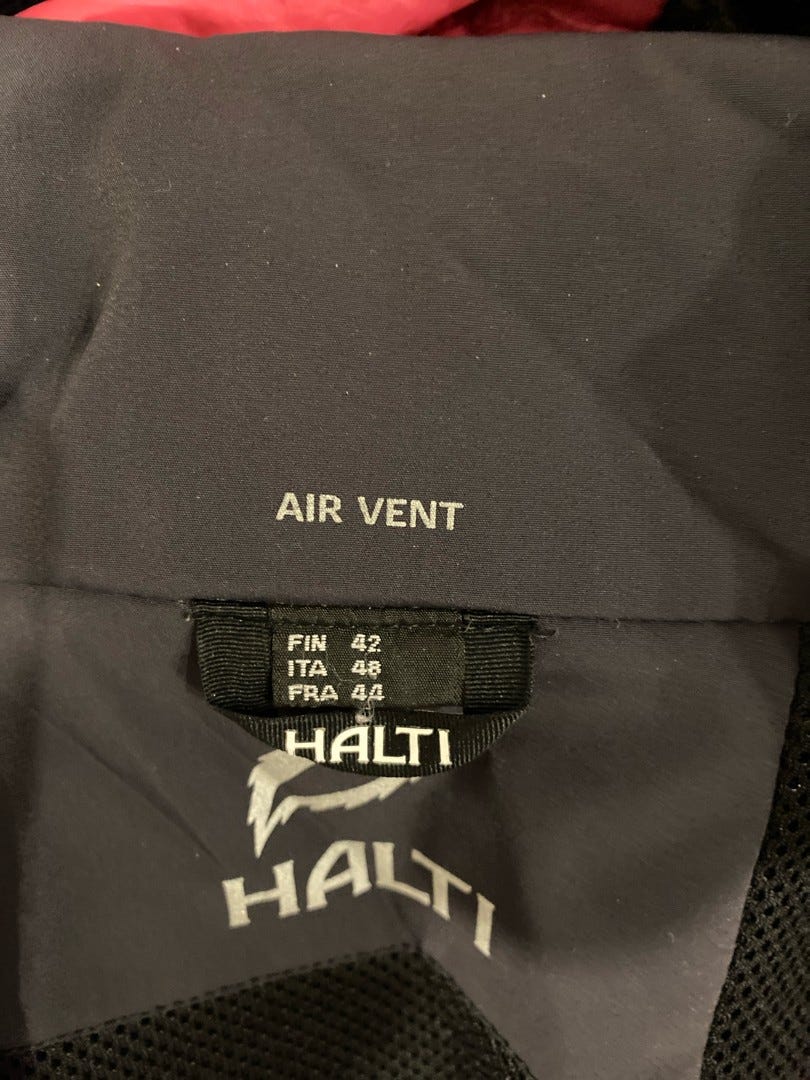 AIR VENT
FIN 42
ITA 48
FRA 44
HALTI
HALTI